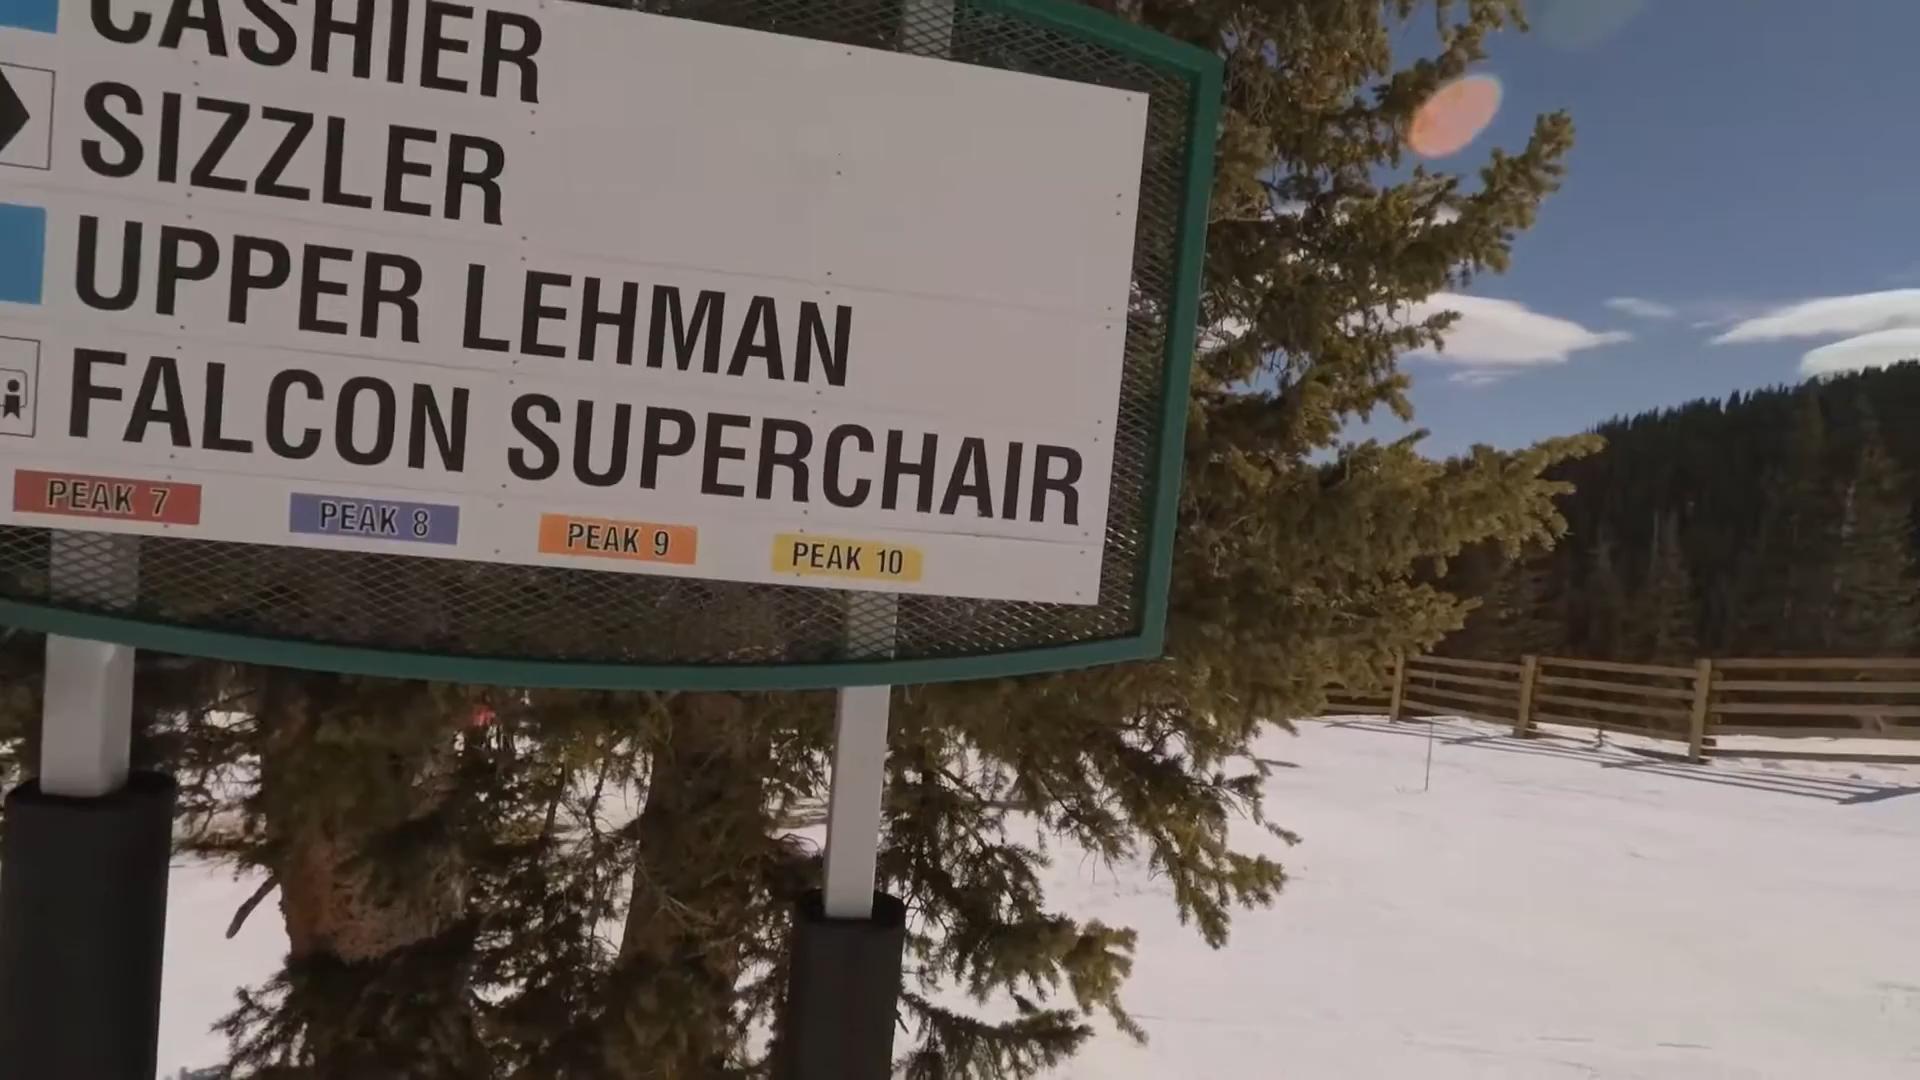 CASHIER
SIZZLER
UPPER LEHMAN
FALCON SUPERCHAIR
PEAK 7 PEAK 8 PEAK 9 PEAK 10